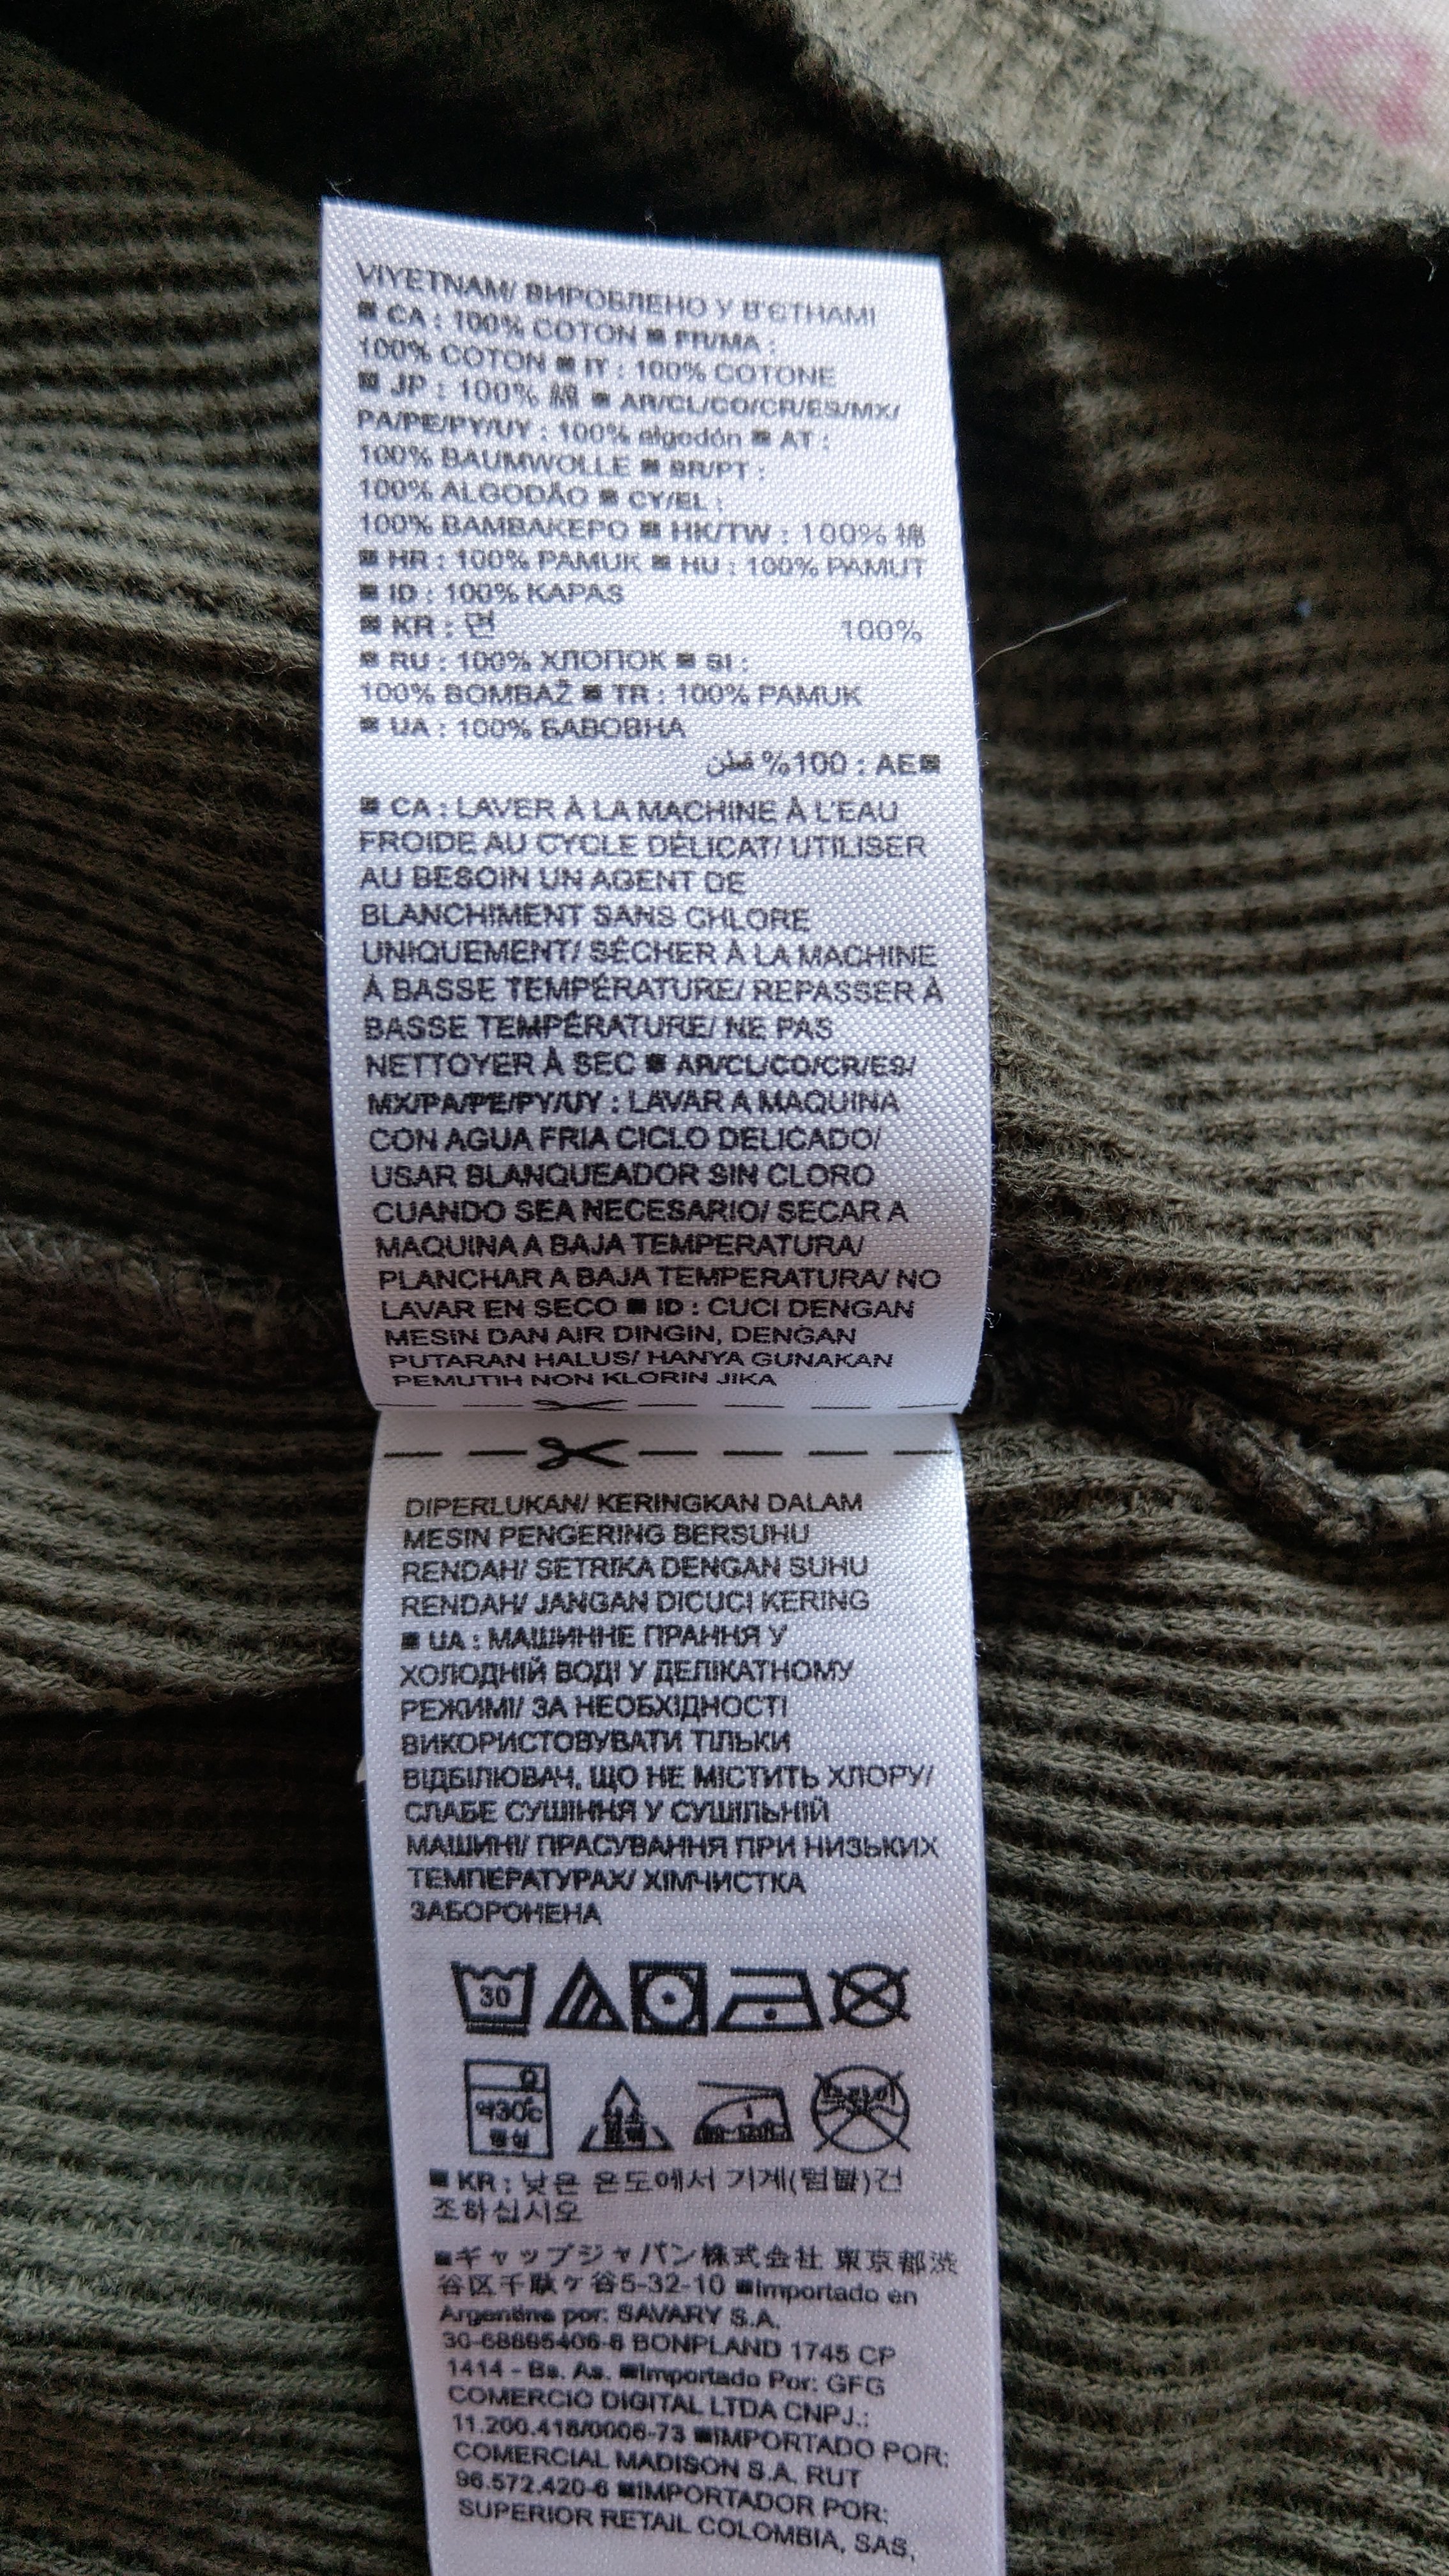 VIYETNAM/ ВИРОБЛЕНО У В'ЄТНАМІ
■ CA : 100% COTON ■ FR/MA :
100% COTON ■ IT : 100% COTONE
■ JP : 100% 綿 ■ AR/CL/CO/CR/ES/MX/
PA/PE/PY/UY : 100% algodón ■ AT :
100% BAUMWOLLE ■ BR/PT :
100% ALGODÃO ■ CY/EL :
100% ΒΑΜΒΑΚΕΡΟ ■ HK/TW : 100% 棉
■ HR : 100% PAMUK ■ HU : 100% PAMUT
■ ID : 100% KAPAS
■ KR : 면 100%
■ RU : 100% ХЛОПОК ■ SI :
100% BOMBAŽ ■ TR : 100% PAMUK
■ UA : 100% БАВОВНА
■AE : 100% قطن
■ CA : LAVER À LA MACHINE À L'EAU
FROIDE AU CYCLE DÉLICAT/ UTILISER
AU BESOIN UN AGENT DE
BLANCHIMENT SANS CHLORE
UNIQUEMENT/ SÉCHER À LA MACHINE
À BASSE TEMPÉRATURE/ REPASSER À
BASSE TEMPÉRATURE/ NE PAS
NETTOYER À SEC ■ AR/CL/CO/CR/ES/
MX/PA/PE/PY/UY : LAVAR A MAQUINA
CON AGUA FRIA CICLO DELICADO/
USAR BLANQUEADOR SIN CLORO
CUANDO SEA NECESARIO/ SECAR A
MAQUINA A BAJA TEMPERATURA/
PLANCHAR A BAJA TEMPERATURA/ NO
LAVAR EN SECO ■ ID : CUCI DENGAN
MESIN DAN AIR DINGIN, DENGAN
PUTARAN HALUS/ HANYA GUNAKAN
PEMUTIH NON KLORIN JIKA
DIPERLUKAN/ KERINGKAN DALAM
MESIN PENGERING BERSUHU
RENDAH/ SETRIKA DENGAN SUHU
RENDAH/ JANGAN DICUCI KERING
■ UA : МАШИННЕ ПРАННЯ У
ХОЛОДНІЙ ВОДІ У ДЕЛІКАТНОМУ
РЕЖИМІ/ ЗА НЕОБХІДНОСТІ
ВИКОРИСТОВУВАТИ ТІЛЬКИ
ВІДБІЛЮВАЧ, ЩО НЕ МІСТИТЬ ХЛОРУ/
СЛАБЕ СУШІННЯ У СУШИЛЬНІЙ
МАШИНІ/ ПРАСУВАННЯ ПРИ НИЗЬКИХ
ТЕМПЕРАТУРАХ/ ХІМЧИСТКА
ЗАБОРОНЕНА
30
약30℃
중성
■ KR : 낮은 온도에서 기계(텀블)건
조하십시오
■ギャップジャパン株式会社 東京都渋
谷区千駄ヶ谷5-32-10 ■Importado en
Argentina por: SAVARY S.A.
30-68895406-8 BONPLAND 1745 CP
1414 - Bs. As. ■Importado Por: GFG
COMERCIO DIGITAL LTDA CNPJ.:
11.200.418/0006-73 ■IMPORTADO POR:
COMERCIAL MADISON S.A. RUT
96.572.420-6 ■IMPORTADOR POR:
SUPERIOR RETAIL COLOMBIA, SAS,